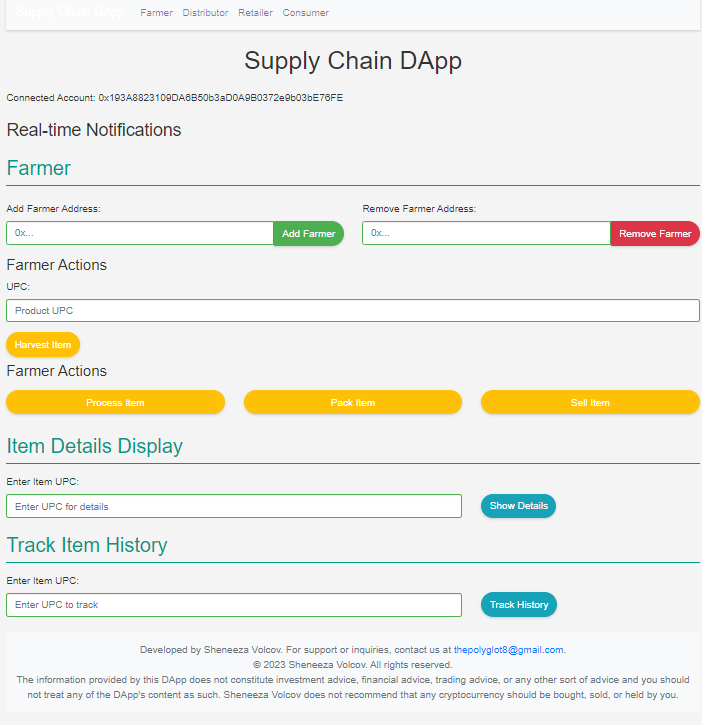 Supply Chain DApp Farmer Distributor Retailer Consumer
Supply Chain DApp
Connected Account: 0x193A8823109DA6B50b3aD0A9B0372e9b03bE76FE
Real-time Notifications
Farmer
Add Farmer Address: Remove Farmer Address:
0x... Add Farmer 0x... Remove Farmer
Farmer Actions
UPC:
Product UPC
Harvest Item
Farmer Actions
Process Item Pack Item Sell Item
Item Details Display
Enter Item UPC:
Enter UPC for details Show Details
Track Item History
Enter Item UPC:
Enter UPC to track Track History
Developed by Sheneeza Volcov. For support or inquiries, contact us at thepolyglot8@gmail.com.
© 2023 Sheneeza Volcov. All rights reserved.
The information provided by this DApp does not constitute investment advice, financial advice, trading advice, or any other sort of advice and you should
not treat any of the DApp's content as such. Sheneeza Volcov does not recommend that any cryptocurrency should be bought, sold, or held by you.